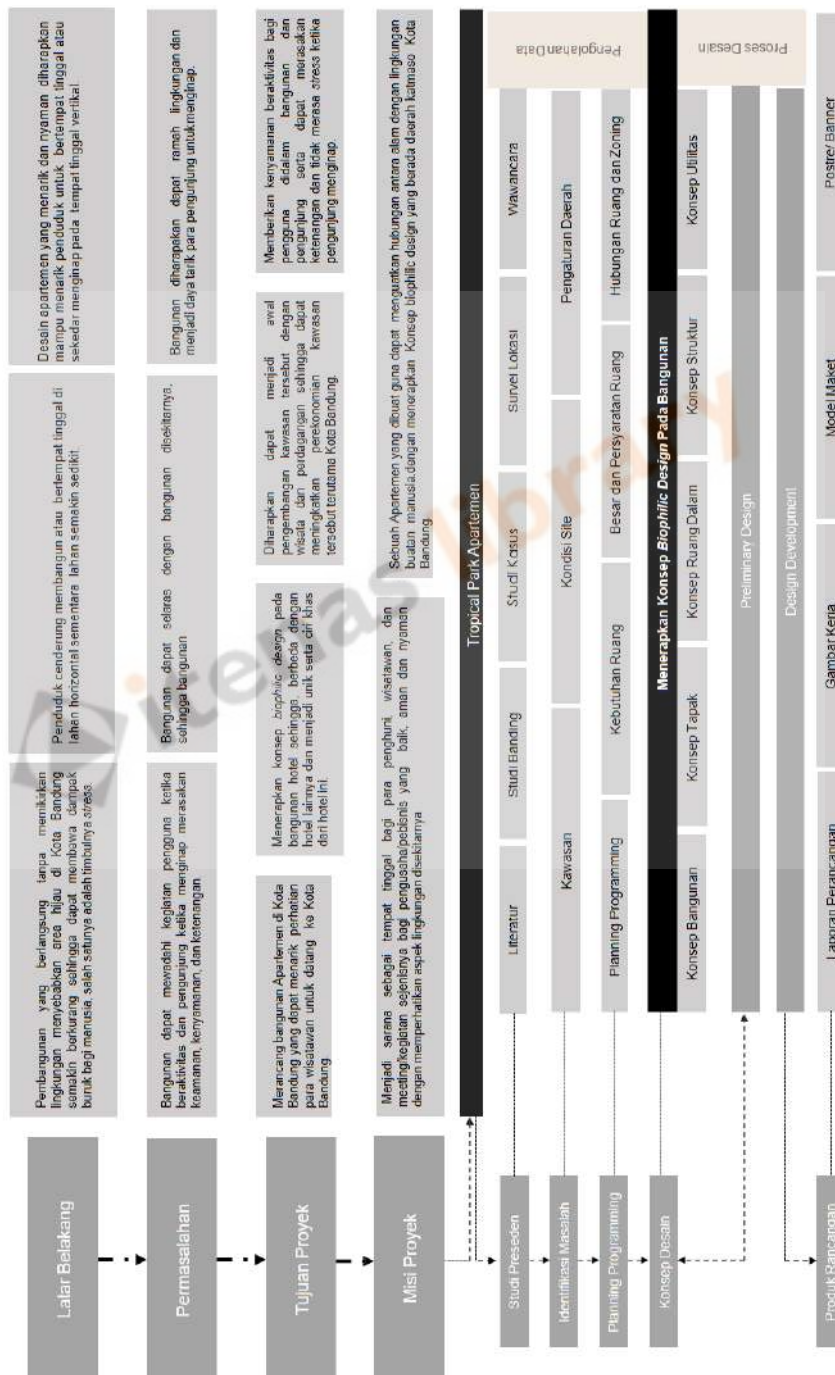 Latar Belakang
Pembangunan yang berlangsung tanpa memikirkan
lingkungan menyebabkan area hijau di Kota Bandung
semakin berkurang sehingga dapat membawa dampak
buruk bagi manusia, salah satunya adalah timbulnya stress.
Penduduk cenderung membangun atau bertempat tinggal di
lahan horizontal sementara lahan semakin sedikit.
Desain apartemen yang menarik dan nyaman diharapkan
mampu menarik penduduk untuk bertempat tinggal atau
sekedar menginap pada tempat tinggal vertikal.
Permasalahan
Bangunan dapat mewadahi kegiatan pengguna ketika
beraktivitas dan pengunjung ketika menginap merasakan
keamanan, kenyamanan, dan ketenangan
Bangunan dapat selaras dengan bangunan disekitarnya,
sehingga bangunan
Bangunan diharapakan dapat ramah lingkungan dan
menjadi daya tarik para pengunjung untuk menginap.
Tujuan Proyek
Merancang bangunan Apartemen di Kota
Bandung yang dapat menarik perhatian
para wisatawan untuk datang ke Kota
Bandung
Menerapkan konsep biophilic design pada
bangunan hotel sehingga, berbeda dengan
hotel lainnya dan menjadi unik serta ciri khas
dari hotel ini.
Diharapkan dapat menjadi awal
pengembangan kawasan tersebut dengan
wisata dan perdagangan sehingga dapat
meningkatkan perekonomian kawasan
tersebut terutama Kota Bandung.
Memberikan kenyamanan beraktivitas bagi
pengguna didalam bangunan dan
pengunjung serta dapat merasakan
ketenangan dan tidak merasa stress ketika
pengunjung menginap.
Misi Proyek
Menjadi sarana sebagai tempat tinggal bagi para penghuni, wisatawan, dan
meeting/kegiatan sejenisnya bagi pengusaha/pebisnis yang baik, aman dan nyaman
dengan memperhatikan aspek lingkungan disekitarnya
Sebuah Apartemen yang dibuat guna dapat menguatkan hubungan antara alam dengan lingkungan
buatan manusia,dengan menerapkan Konsep biophilic design yang berada daerah katmaso Kota
Bandung
Tropical Park Apartemen
Studi Preseden
Literatur
Studi Banding
Studi Kasus
Survei Lokasi
Wawancara
Identifikasi Masalah
Kawasan
Kondisi Site
Pengaturan Daerah
Planning Programming
Planning Programming
Kebutuhan Ruang
Besar dan Persyaratan Ruang
Hubungan Ruang dan Zoning
Pengolahan Data
Menerapkan Konsep Biophilic Design Pada Bangunan
Konsep Desain
Konsep Bangunan
Konsep Tapak
Konsep Ruang Dalam
Konsep Struktur
Konsep Utilitas
Preliminary Design
Design Development
Proses Desain
Produk Rancangan
Laporan Perancangan
Gambar Kerja
Model Maket
Postre/ Banner
itenas library